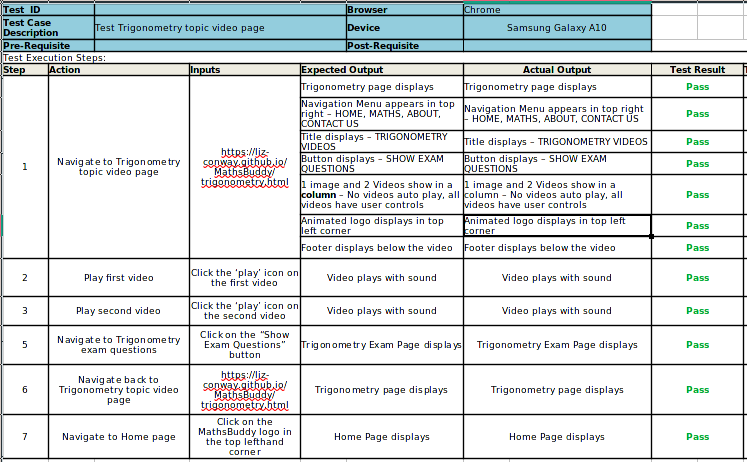 Test ID Browser Chrome
Test Case
Description Test Trigonometry topic video page Device Samsung Galaxy A10
Pre-Requisite Post-Requisite
Test Execution Steps:
Step Action Inputs Expected Output Actual Output Test Result
1
Navigate to Trigonometry
topic video page
https://liz-
conway.github.io/
MathsBuddy/
trigonometry.html
Trigonometry Page displays
Trigonometry page displays
Pass
Navigation Menu appears in top
right – HOME, MATHS, ABOUT,
CONTACT US
Navigation Menu appears in top right
– HOME, MATHS, ABOUT, CONTACT US
Pass
Title displays – TRIGONOMETRY
VIDEOS
Title displays – TRIGONOMETRY VIDEOS
Pass
Button displays – SHOW EXAM
QUESTIONS
Button displays – SHOW EXAM
QUESTIONS
Pass
1 image and 2 Videos show in a
column – No videos auto play, all
videos have user controls
1 image and 2 Videos show in a
column – No videos auto play, all
videos have user controls
Pass
Animated logo displays in top
left corner
Animated logo displays in top left
corner
Pass
Footer displays below the video
Footer displays below the video
Pass
2
Play first video
Click the ‘play’ icon on
the first video
Video plays with sound
Video plays with sound
Pass
3
Play second video
Click the ‘play’ icon on
the second video
Video plays with sound
Video plays with sound
Pass
5
Navigate to Trigonometry
exam questions
Click on the “Show
Exam Questions”
button
Trigonometry Exam Page displays
Trigonometry Exam Page displays
Pass
6
Navigate back to
Trigonometry topic video
page
https://liz-
conway.github.io/
MathsBuddy/
trigonometry.html
Trigonometry page displays
Trigonometry page displays
Pass
7
Navigate to Home page
Click on the
MathsBuddy logo in
the top lefthand
corner
Home Page displays
Home Page displays
Pass